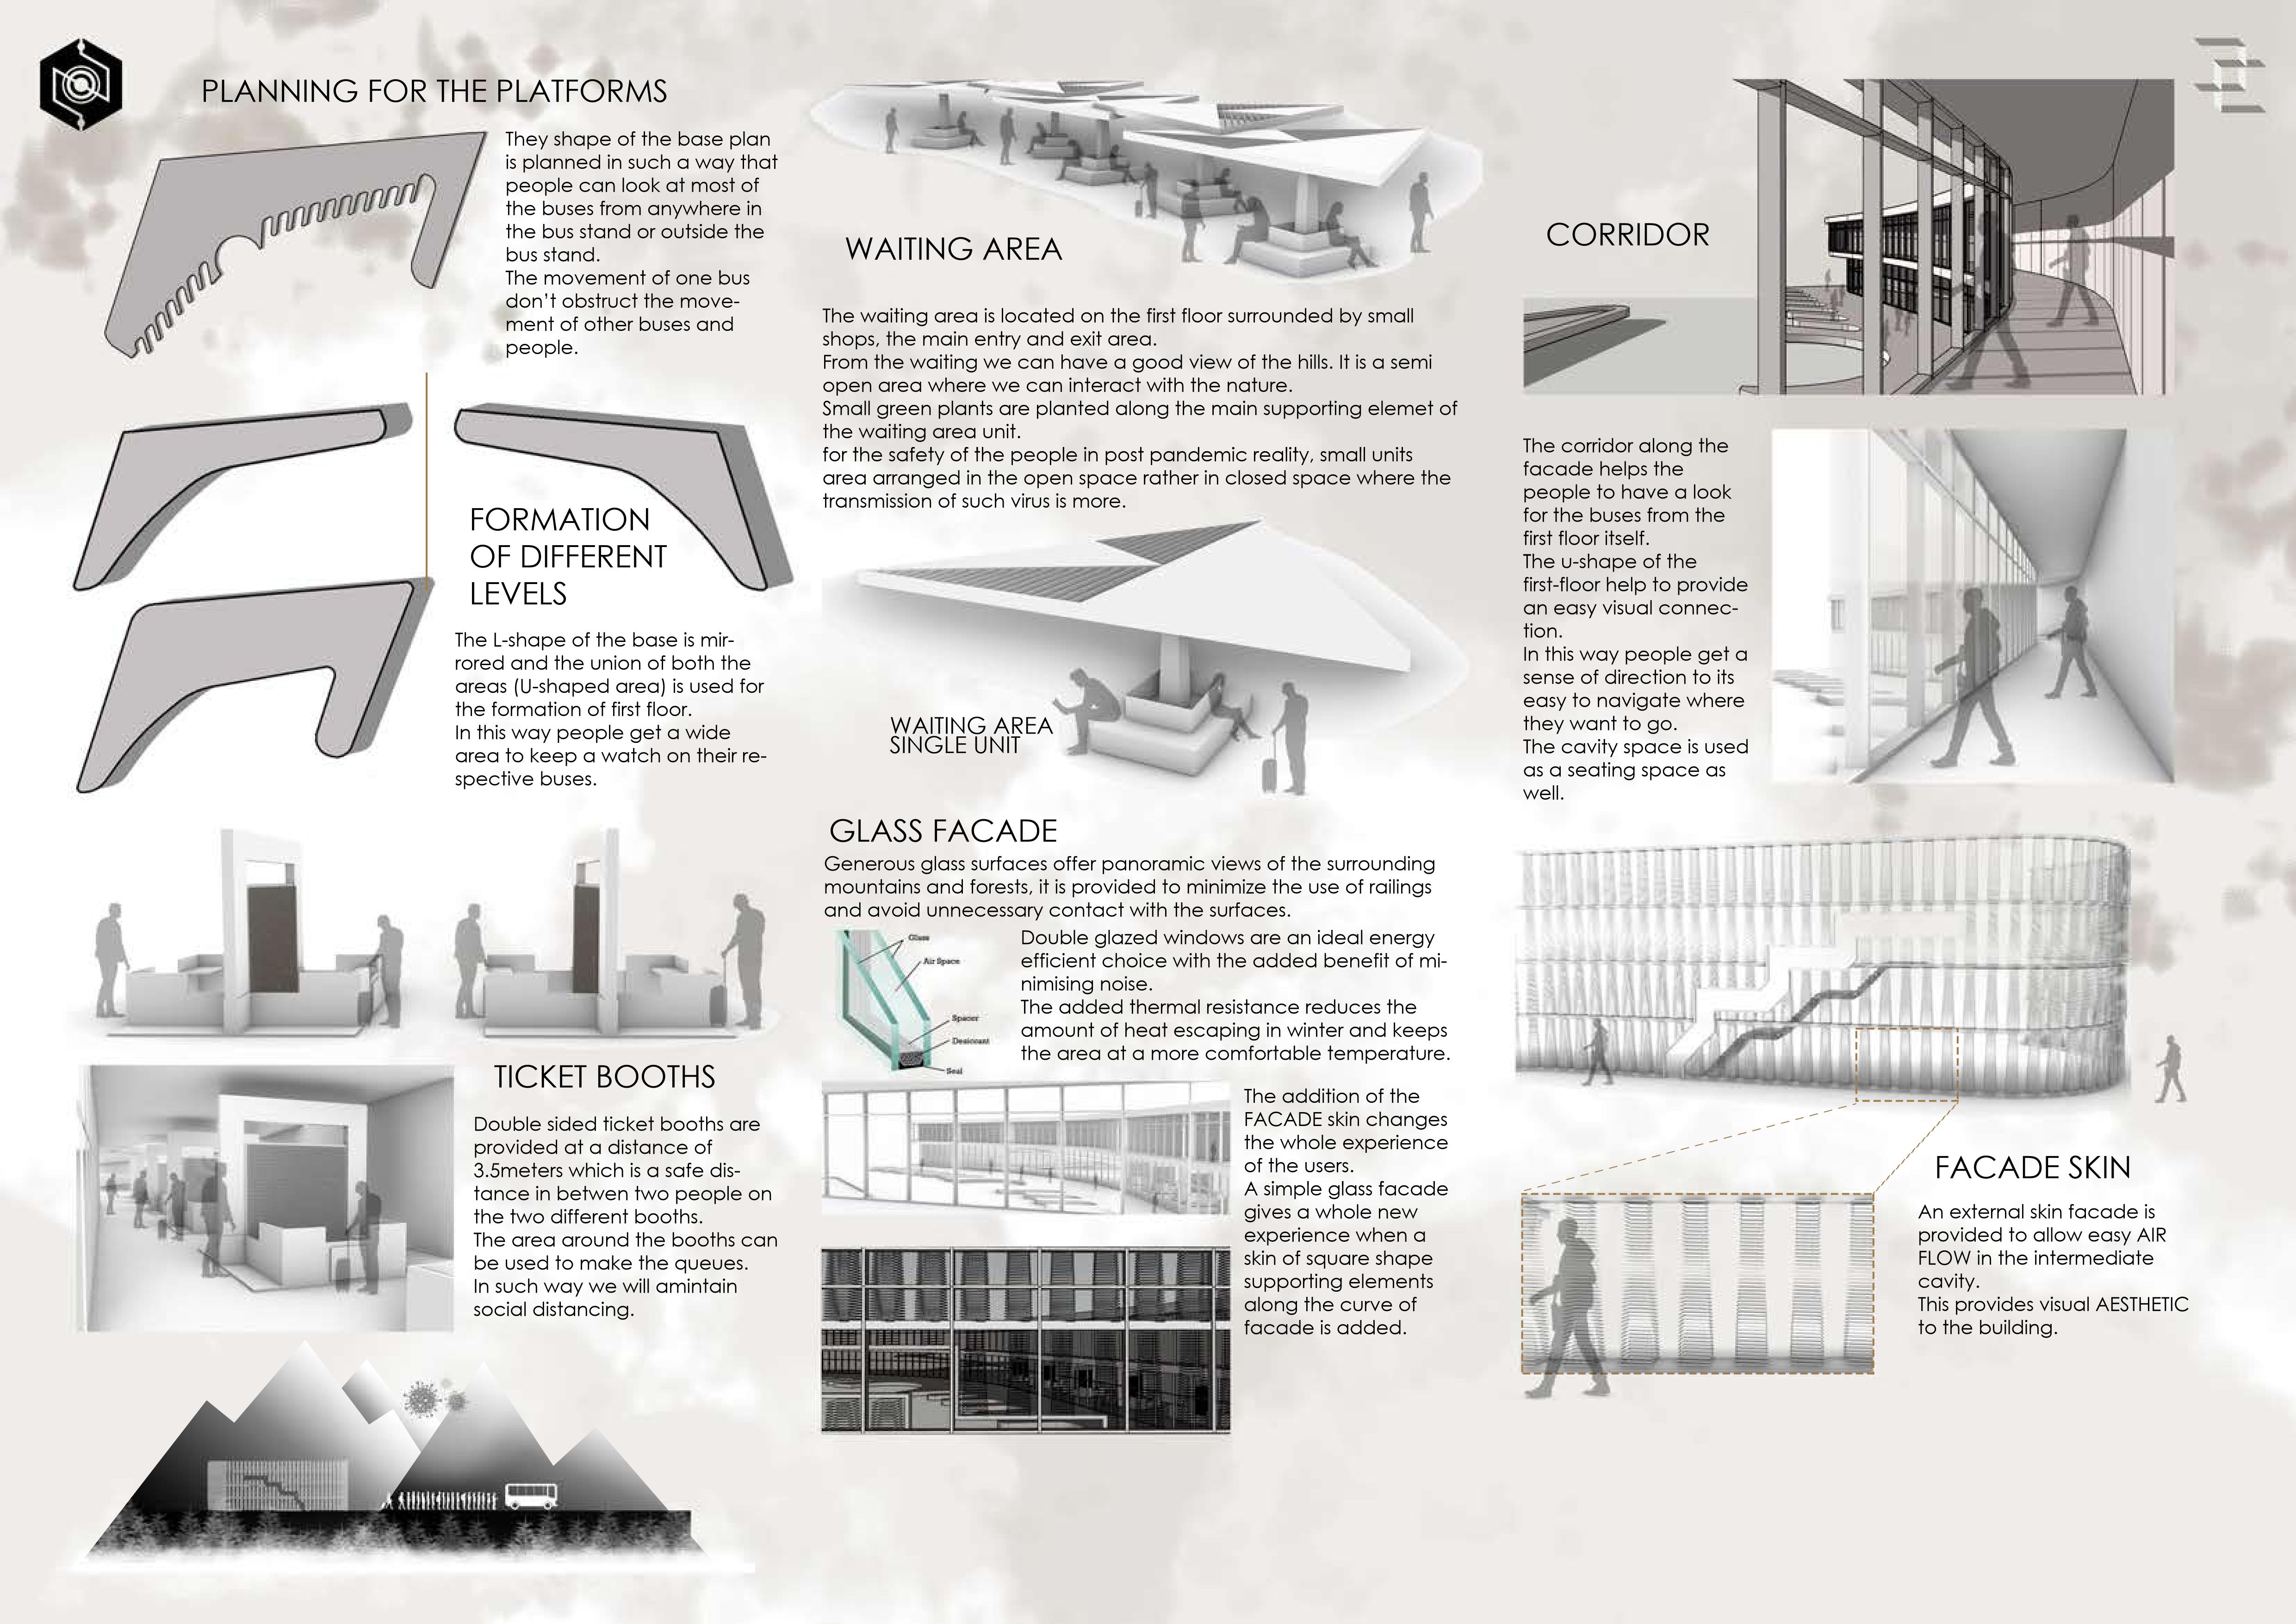 PLANNING FOR THE PLATFORMS
They shape of the base plan
is planned in such a way that
people can look at most of
the buses from anywhere in
the bus stand or outside the
bus stand.
The movement of one bus
don't obstruct the move-
ment of other buses and
people.
FORMATION
OF DIFFERENT
LEVELS
The L-shape of the base is mir-
rored and the union of both the
areas (U-shaped area) is used for
the formation of first floor.
In this way people get a wide
area to keep a watch on their re-
spective buses.
TICKET BOOTHS
Double sided ticket booths are
provided at a distance of
3.5meters which is a safe dis-
tance in betwen two people on
the two different booths.
The area around the booths can
be used to make the queues.
In such way we will amintain
social distancing.
WAITING AREA
The waiting area is located on the first floor surrounded by small
shops, the main entry and exit area.
From the waiting we can have a good view of the hills. It is a semi
open area where we can interact with the nature.
Small green plants are planted along the main supporting elemet of
the waiting area unit.
for the safety of the people in post pandemic reality, small units
area arranged in the open space rather in closed space where the
transmission of such virus is more.
WAITING AREA
SINGLE UNIT
GLASS FACADE
Generous glass surfaces offer panoramic views of the surrounding
mountains and forests, it is provided to minimize the use of railings
and avoid unnecessary contact with the surfaces.
Glass
Air Space
Spacer
Desiccant
Seal
Double glazed windows are an ideal energy
efficient choice with the added benefit of mi-
nimising noise.
The added thermal resistance reduces the
amount of heat escaping in winter and keeps
the area at a more comfortable temperature.
The addition of the
FACADE skin changes
the whole experience
of the users.
A simple glass facade
gives a whole new
experience when a
skin of square shape
supporting elements
along the curve of
facade is added.
CORRIDOR
The corridor along the
facade helps the
people to have a look
for the buses from the
first floor itself.
The u-shape of the
first-floor help to provide
an easy visual connec-
tion.
In this way people get a
sense of direction to its
easy to navigate where
they want to go.
The cavity space is used
as a seating space as
well.
FACADE SKIN
An external skin facade is
provided to allow easy AIR
FLOW in the intermediate
cavity.
This provides visual AESTHETIC
to the building.